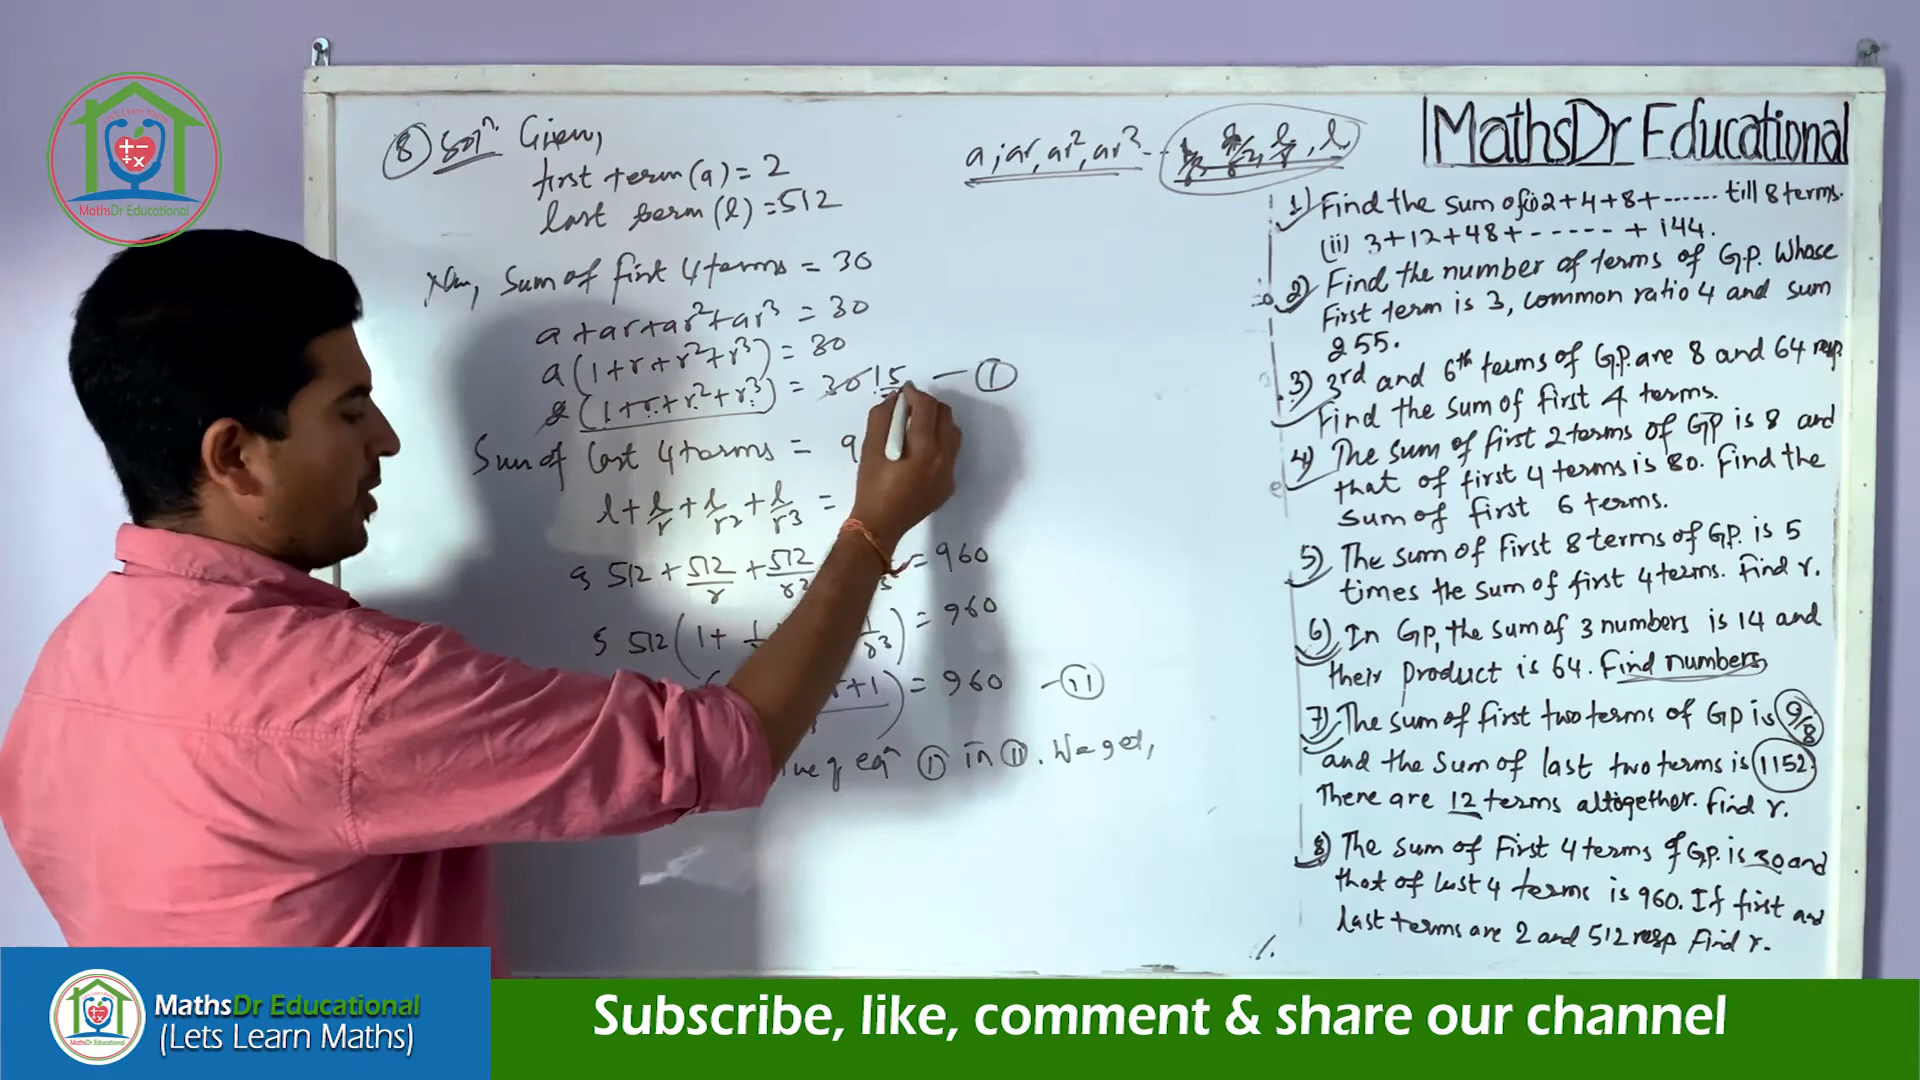 Let's Learn Maths
MathsDr Educational
8 Solⁿ. Given,
first term (a) = 2
last term (l) = 512
Sum of first 4 terms = 30
a + ar + ar² + ar³ = 30
a (1 + r + r² + r³) = 30
2 (1 + r + r² + r³) = 30 15 — ①
Sum of last 4 terms = 9
l + l/r + l/r² + l/r³ =
512 + 512/r + 512/r² = 960
512 (1 + 1/r³) = 960
r+1) = 960 — ⑪
eqⁿ ① in ⑪. We get,
a, ar, ar², ar³ - - l/r³, l/r², l/r, l
MathsDr Educational
1) Find the sum of (i) 2+4+8+------ till 8 terms.
(ii) 3+12+48+------+ 144.
2) Find the number of terms of G.P. whose
First term is 3, common ratio 4 and sum
255.
3) 3rd and 6th terms of G.P. are 8 and 64 resp.
Find the sum of first 4 terms.
4) The sum of first 2 terms of GP is 8 and
that of first 4 terms is 80. Find the
sum of first 6 terms.
5) The sum of First 8 terms of GP. is 5
times the sum of first 4 terms. Find r.
6) In GP, the sum of 3 numbers is 14 and
their product is 64. Find numbers,
7) The sum of first two terms of GP is 9/8
and the sum of last two terms is 1152.
There are 12 terms altogether. Find r.
8) The sum of First 4 terms of GP. is 30 and
that of last 4 terms is 960. If first and
last terms are 2 and 512 resp Find r.
MathsDr Educational
(Lets Learn Maths)
Subscribe, like, comment & share our channel